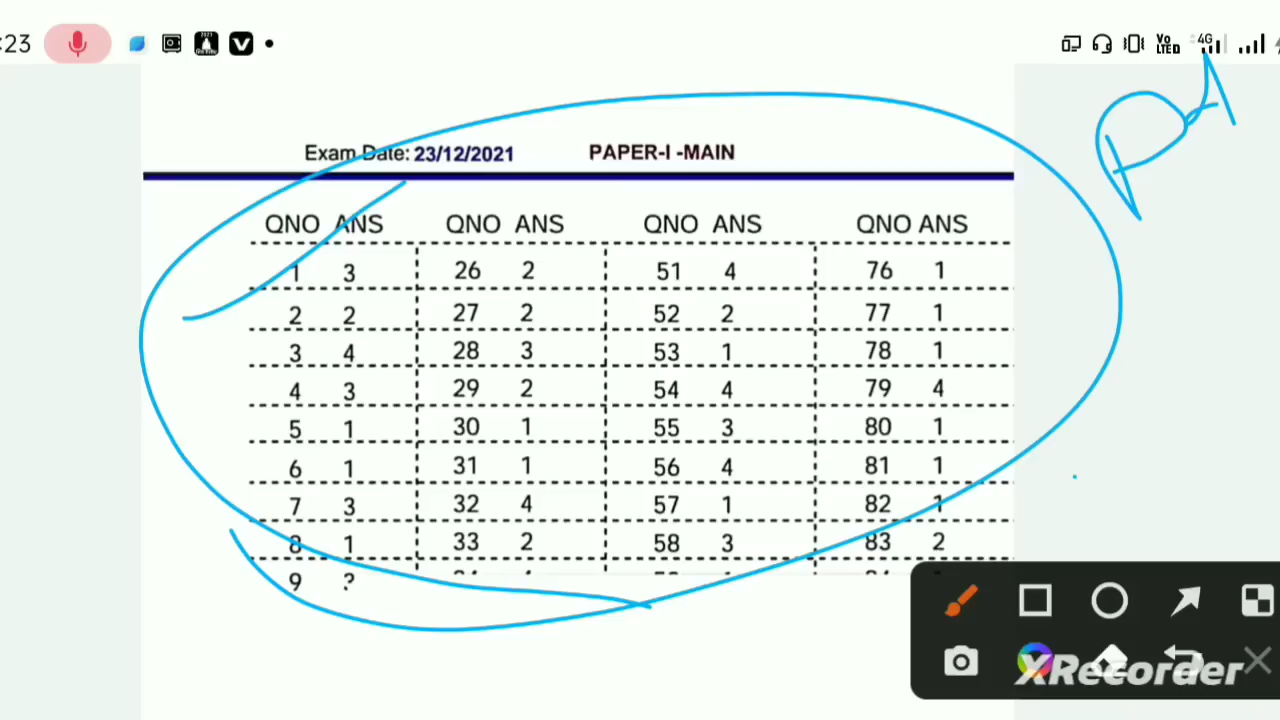 :23 Vo LTE D 4G
Exam Date: 23/12/2021 PAPER-I -MAIN
QNO ANS QNO ANS QNO ANS QNO ANS
1 3 26 2 51 4 76 1
2 2 27 2 52 2 77 1
3 4 28 3 53 1 78 1
4 3 29 2 54 4 79 4
5 1 30 1 55 3 80 1
6 1 31 1 56 4 81 1
7 3 32 4 57 1 82 1
8 1 33 2 58 3 83 2
9 ?
XRecorder